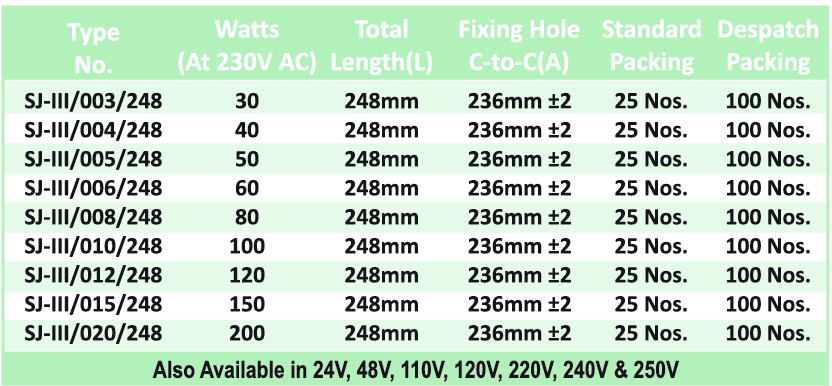 Type No. Watts (At 230V AC) Total Length(L) Fixing Hole C-to-C(A) Standard Packing Despatch Packing
SJ-III/003/248 30 248mm 236mm ±2 25 Nos. 100 Nos.
SJ-III/004/248 40 248mm 236mm ±2 25 Nos. 100 Nos.
SJ-III/005/248 50 248mm 236mm ±2 25 Nos. 100 Nos.
SJ-III/006/248 60 248mm 236mm ±2 25 Nos. 100 Nos.
SJ-III/008/248 80 248mm 236mm ±2 25 Nos. 100 Nos.
SJ-III/010/248 100 248mm 236mm ±2 25 Nos. 100 Nos.
SJ-III/012/248 120 248mm 236mm ±2 25 Nos. 100 Nos.
SJ-III/015/248 150 248mm 236mm ±2 25 Nos. 100 Nos.
SJ-III/020/248 200 248mm 236mm ±2 25 Nos. 100 Nos.
Also Available in 24V, 48V, 110V, 120V, 220V, 240V & 250V